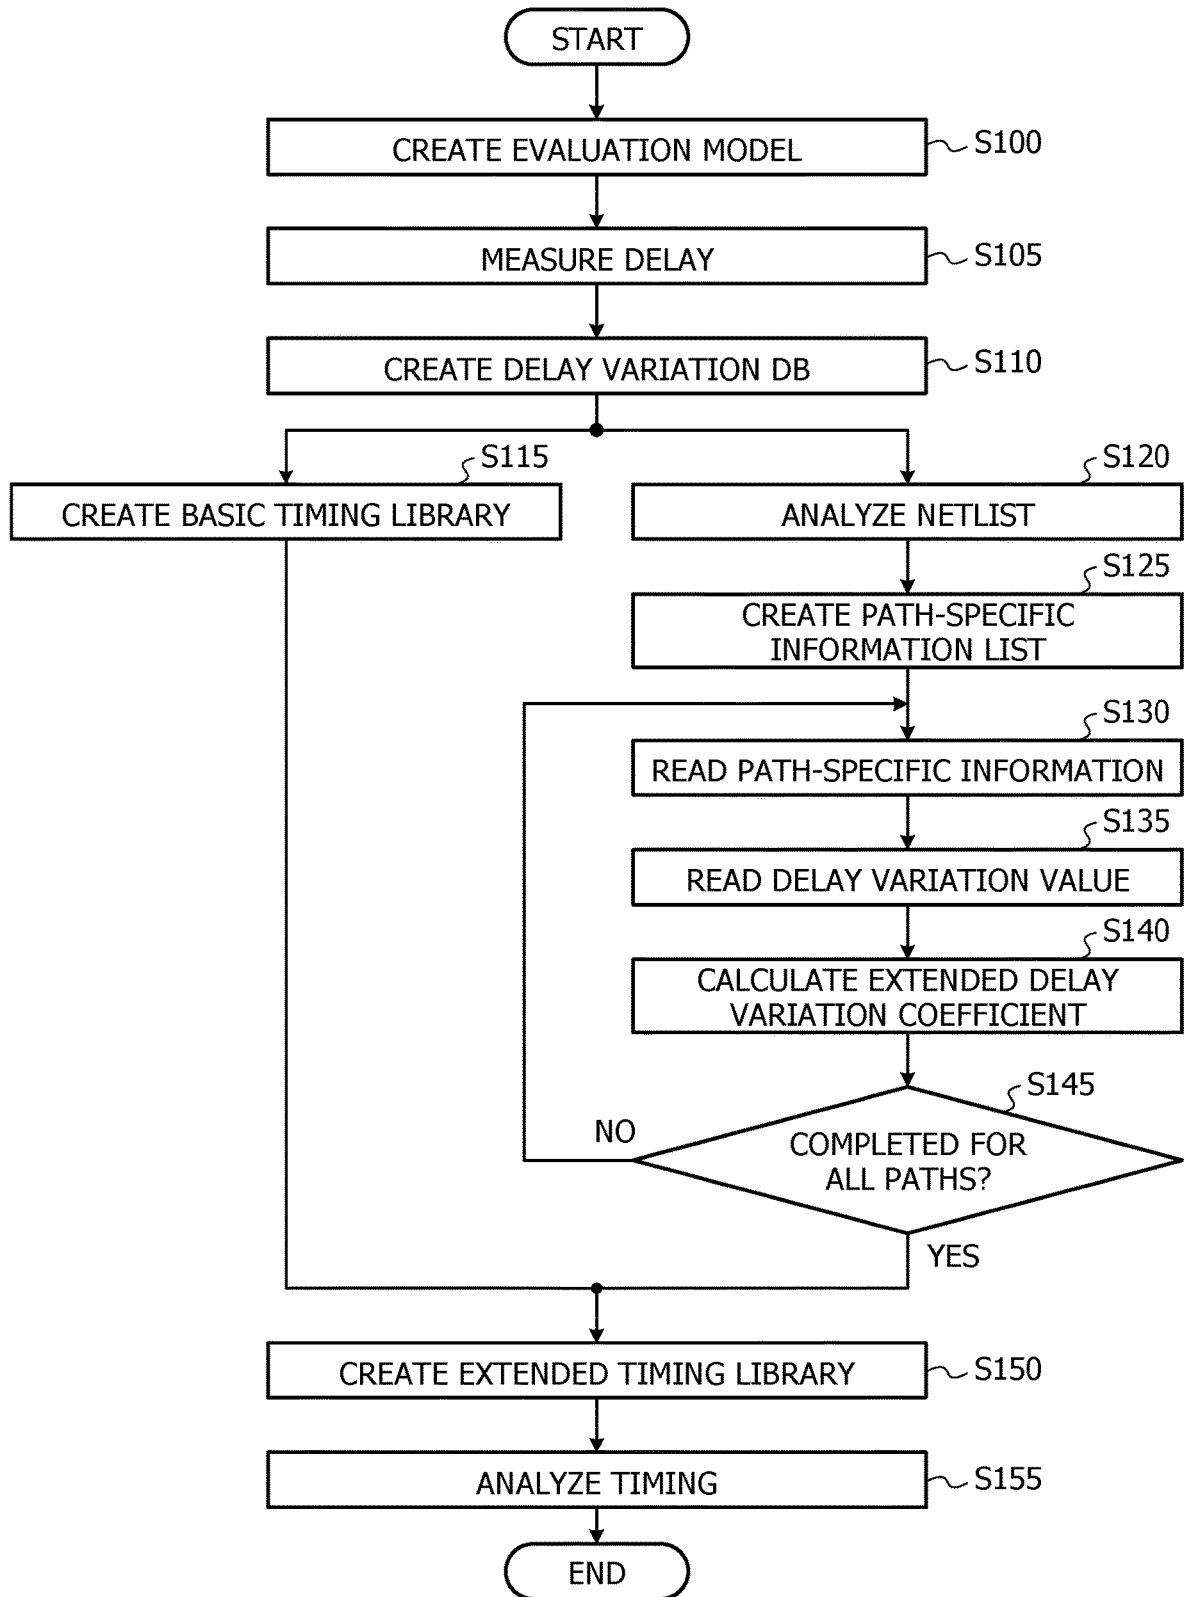 START
CREATE EVALUATION MODEL
S100
MEASURE DELAY
S105
CREATE DELAY VARIATION DB
S110
S115
CREATE BASIC TIMING LIBRARY
S120
ANALYZE NETLIST
S125
CREATE PATH-SPECIFIC
INFORMATION LIST
S130
READ PATH-SPECIFIC INFORMATION
S135
READ DELAY VARIATION VALUE
S140
CALCULATE EXTENDED DELAY
VARIATION COEFFICIENT
S145
NO
COMPLETED FOR
ALL PATHS?
YES
CREATE EXTENDED TIMING LIBRARY
S150
ANALYZE TIMING
S155
END